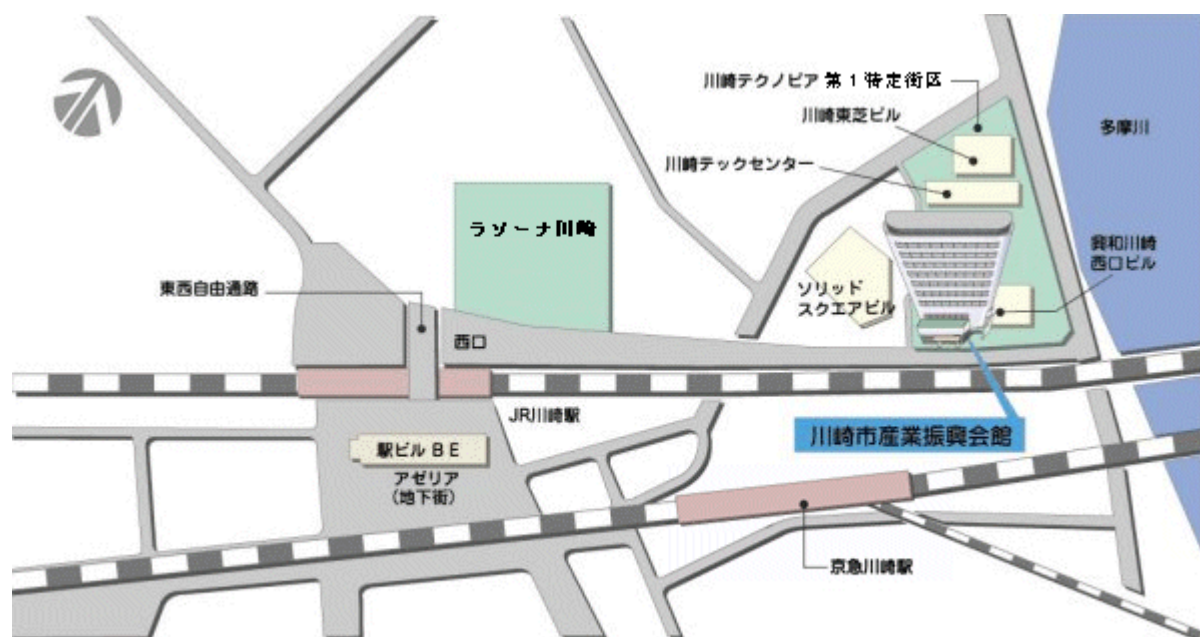 川崎テクノピア 第1特定街区
川崎東芝ビル
多摩川
川崎テックセンター
ラゾーナ川崎
興和川崎
西口ビル
東西自由通路
ソリッド
スクエアビル
西口
JR川崎駅
川崎市産業振興会館
駅ビルBE
アゼリア
(地下街)
京急川崎駅